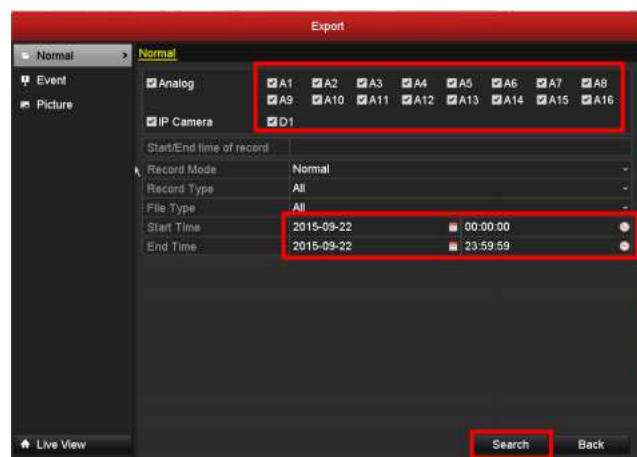 Export
Normal
Event
Picture
Live View
Normal
Analog A1 A2 A3 A4 A5 A6 A7 A8
A9 A10 A11 A12 A13 A14 A15 A16
IP Camera D1
Start/End time of record
Record Mode Normal
Record Type All
File Type All
Start Time 2015-09-22 00:00:00
End Time 2015-09-22 23:59:59
Search Back